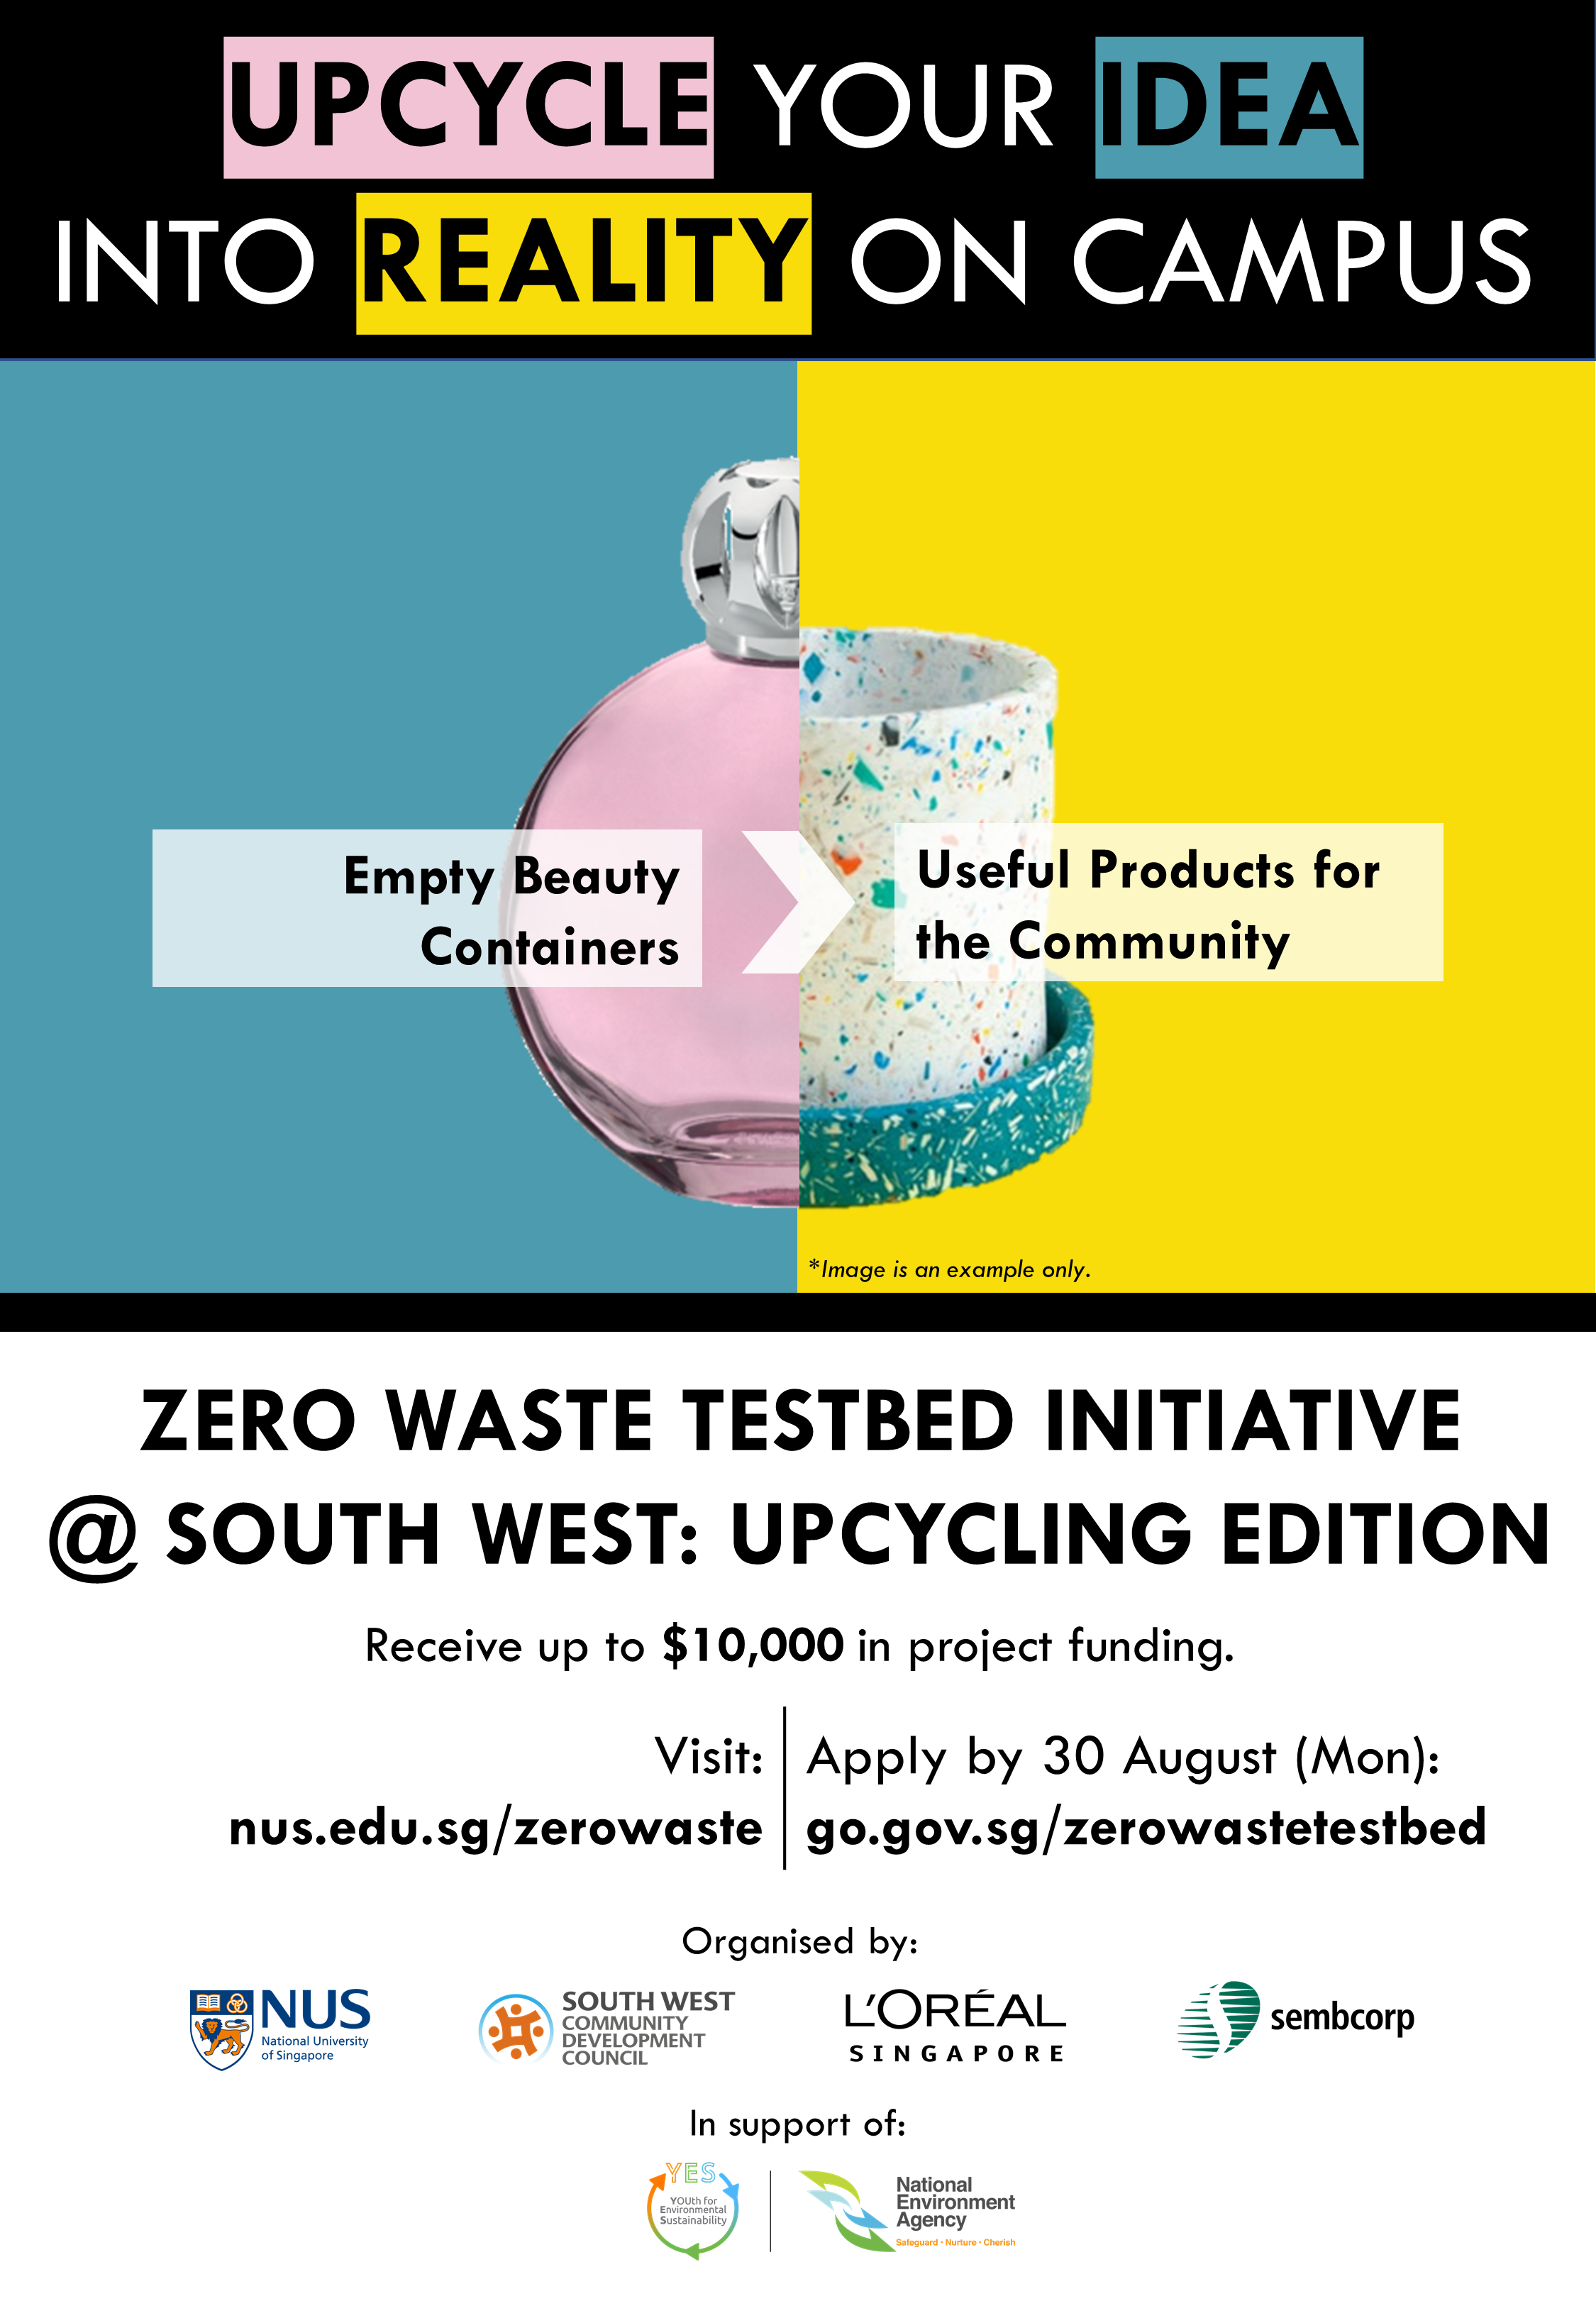 UPCYCLE YOUR IDEA
INTO REALITY ON CAMPUS
Empty Beauty
Containers
Useful Products for
the Community
*Image is an example only.
ZERO WASTE TESTBED INITIATIVE
@ SOUTH WEST: UPCYCLING EDITION
Receive up to $10,000 in project funding.
Visit:
nus.edu.sg/zerowaste
Apply by 30 August (Mon):
go.gov.sg/zerowastetestbed
Organised by:
NUS
National University
of Singapore
SOUTH WEST
COMMUNITY
DEVELOPMENT
COUNCIL
L'ORÉAL
SINGAPORE
sembcorp
In support of:
YES
YOUth for
Environmental
Sustainability
National
Environment
Agency
Safeguard • Nurture • Cherish